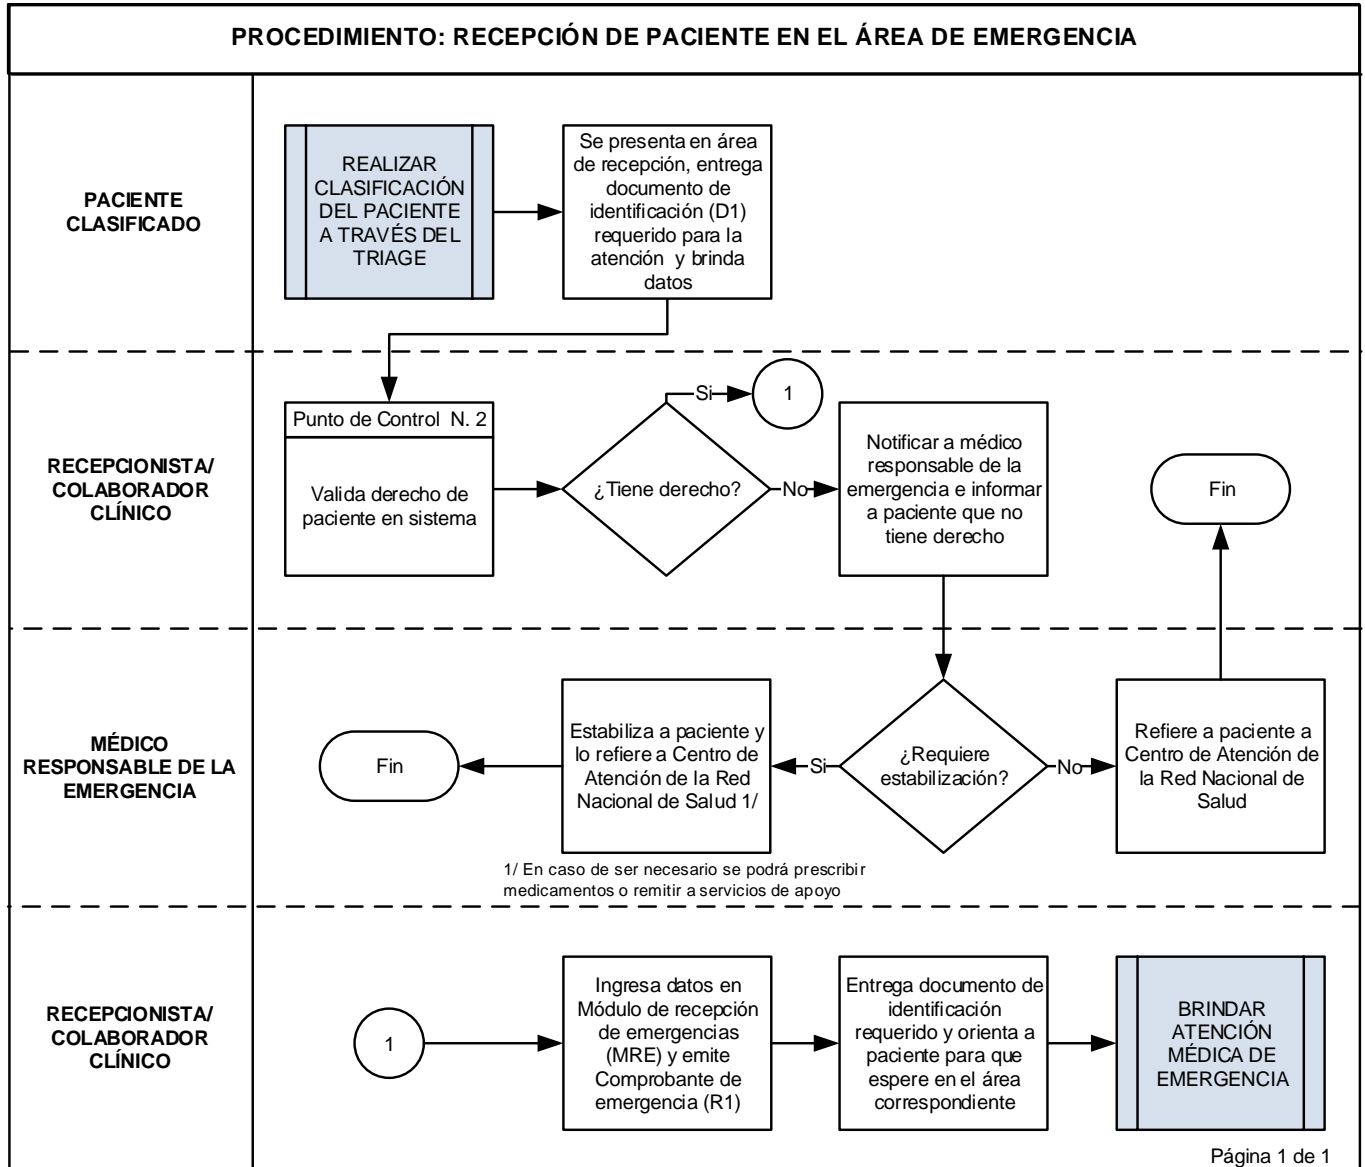 PROCEDIMIENTO: RECEPCIÓN DE PACIENTE EN EL ÁREA DE EMERGENCIA
PACIENTE
CLASIFICADO
REALIZAR
CLASIFICACIÓN
DEL PACIENTE
A TRAVÉS DEL
TRIAGE
Se presenta en área
de recepción, entrega
documento de
identificación (D1)
requerido para la
atención y brinda
datos
RECEPCIONISTA/
COLABORADOR
CLÍNICO
Punto de Control N. 2
Valida derecho de
paciente en sistema
¿Tiene derecho?
Si
1
No
Notificar a médico
responsable de la
emergencia e informar
a paciente que no
tiene derecho
Fin
MÉDICO
RESPONSABLE DE LA
EMERGENCIA
Fin
Estabiliza a paciente y
lo refiere a Centro de
Atención de la Red
Nacional de Salud 1/
Si
¿Requiere
estabilización?
No
Refiere a paciente a
Centro de Atención de
la Red Nacional de
Salud
1/ En caso de ser necesario se podrá prescribir
medicamentos o remitir a servicios de apoyo
RECEPCIONISTA/
COLABORADOR
CLÍNICO
1
Ingresa datos en
Módulo de recepción
de emergencias
(MRE) y emite
Comprobante de
emergencia (R1)
Entrega documento de
identificación
requerido y orienta a
paciente para que
espere en el área
correspondiente
BRINDAR
ATENCIÓN
MÉDICA DE
EMERGENCIA
Página 1 de 1